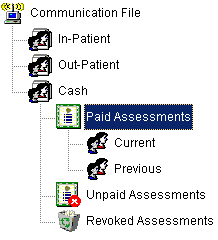 Communication File
In-Patient
Out-Patient
Cash
Paid Assessments
Current
Previous
Unpaid Assessments
Revoked Assessments